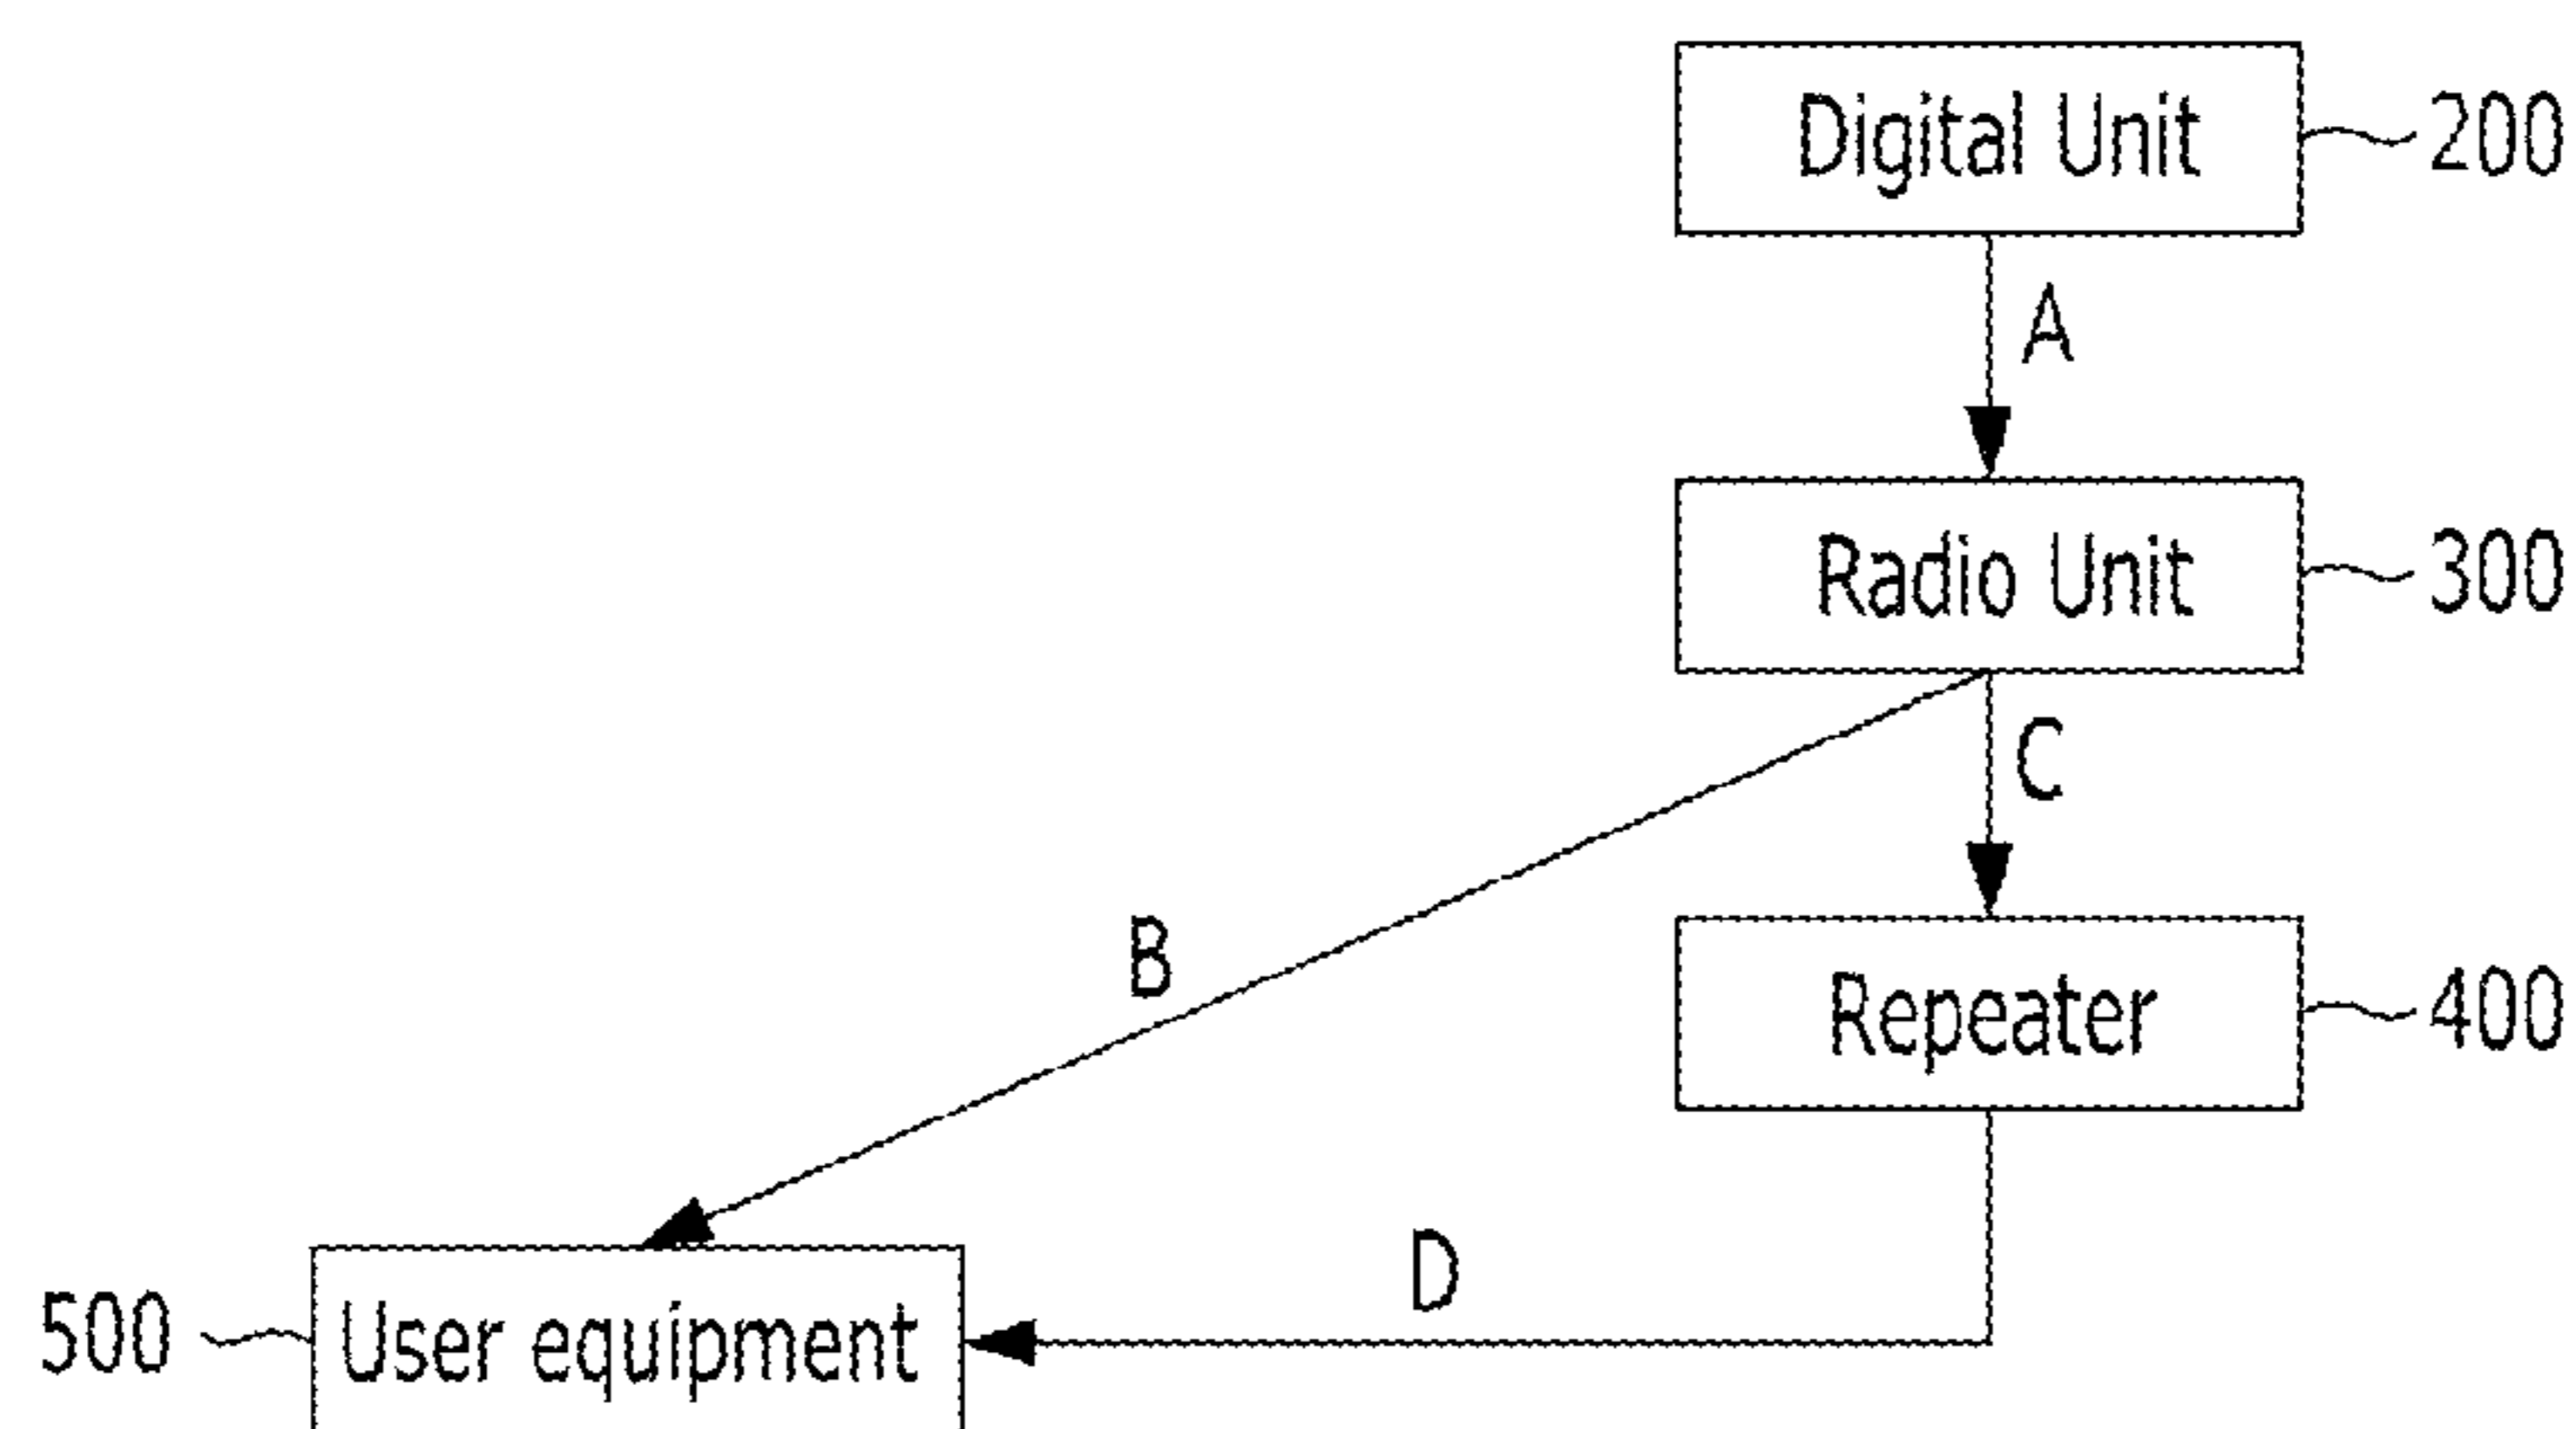 Digital Unit 200
A
Radio Unit 300
C
B
Repeater 400
D
500 User equipment